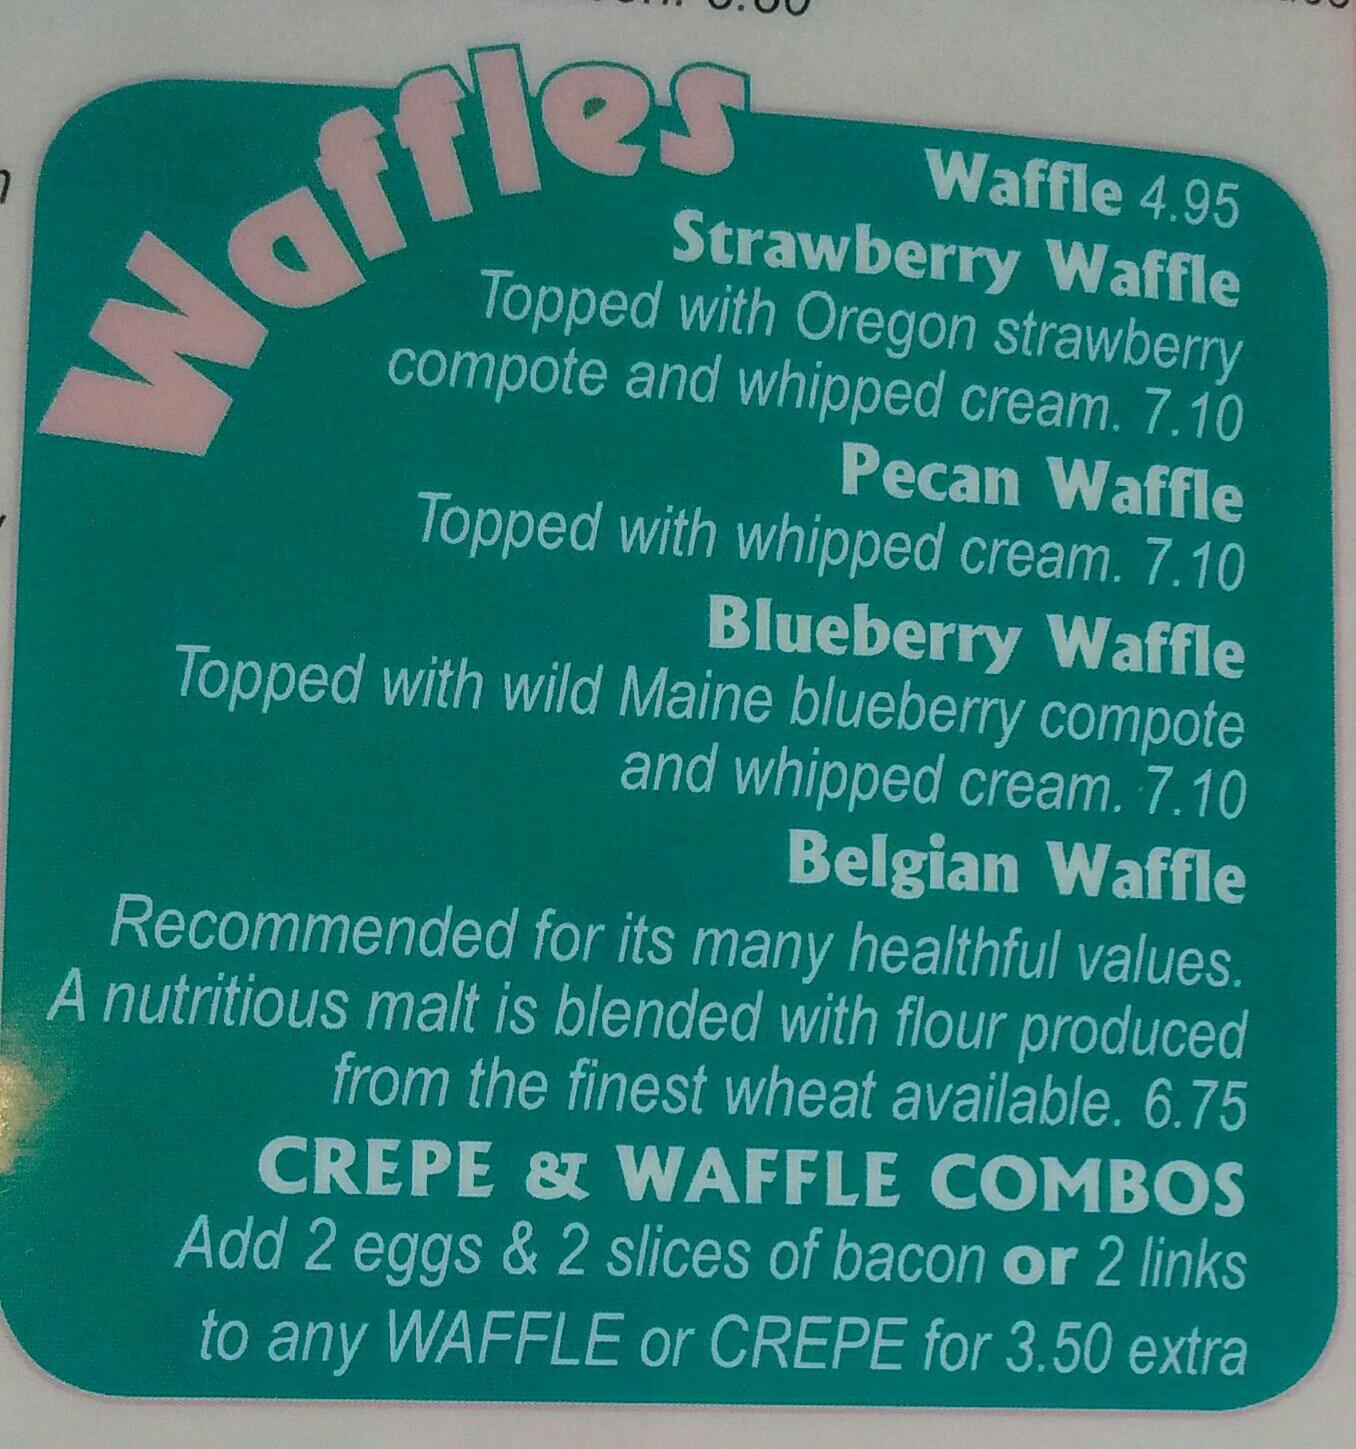 Waffles
Waffle 4.95
Strawberry Waffle
Topped with Oregon strawberry
compote and whipped cream. 7.10
Pecan Waffle
Topped with whipped cream. 7.10
Blueberry Waffle
Topped with wild Maine blueberry compote
and whipped cream. 7.10
Belgian Waffle
Recommended for its many healthful values.
A nutritious malt is blended with flour produced
from the finest wheat available. 6.75
CREPE & WAFFLE COMBOS
Add 2 eggs & 2 slices of bacon or 2 links
to any WAFFLE or CREPE for 3.50 extra